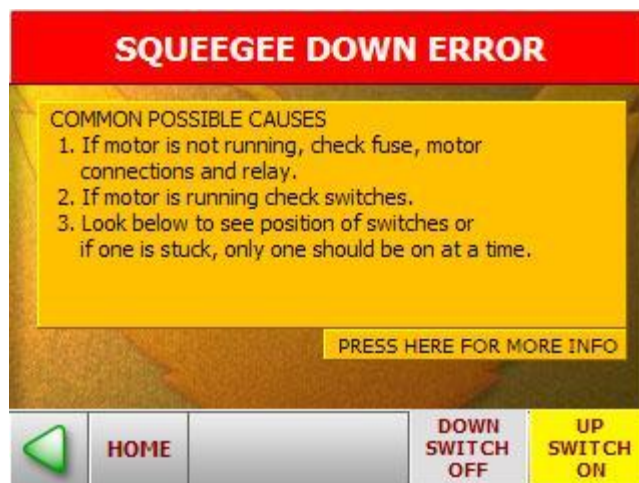 SQUEEGEE DOWN ERROR
COMMON POSSIBLE CAUSES
1. If motor is not running, check fuse, motor
connections and relay.
2. If motor is running check switches.
3. Look below to see position of switches or
if one is stuck, only one should be on at a time.
PRESS HERE FOR MORE INFO
HOME
DOWN
SWITCH
OFF
UP
SWITCH
ON